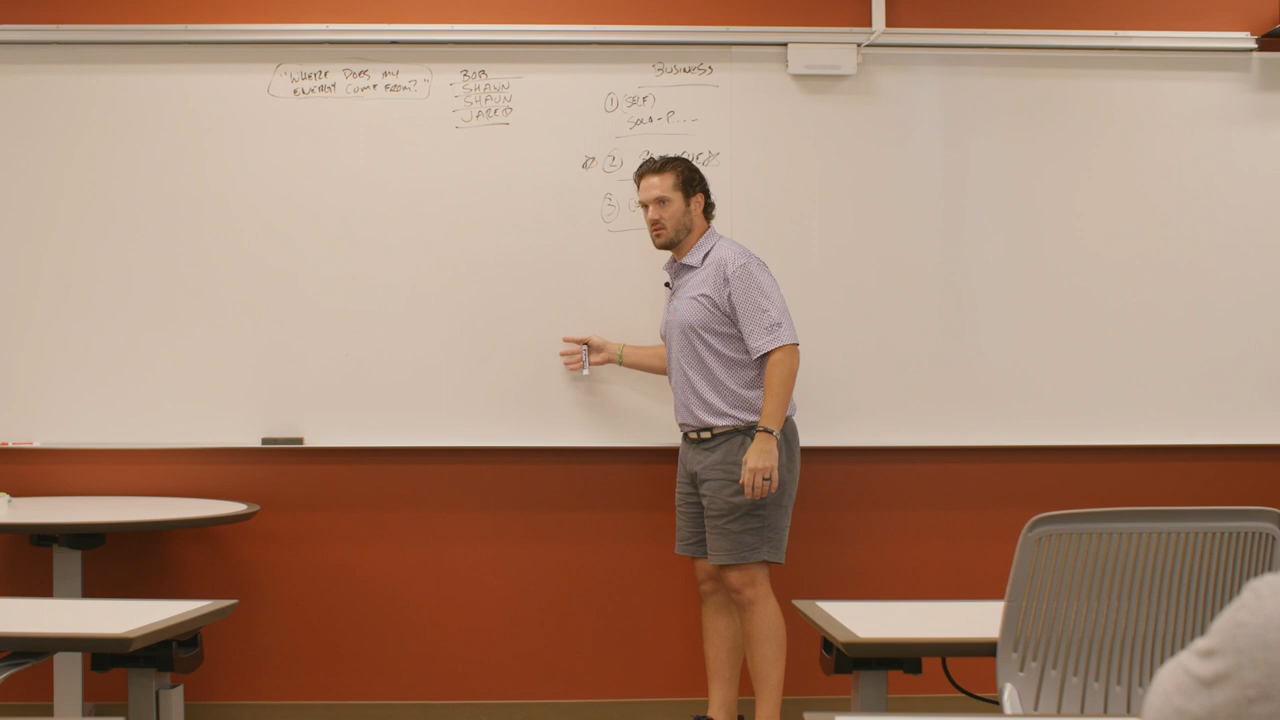 "WHERE DOES MY
ENERGY COME FROM?"
BOB
SHAWN
SHAUN
JARED
BUSINESS
① (SELF)
SOLO-P....
②
③